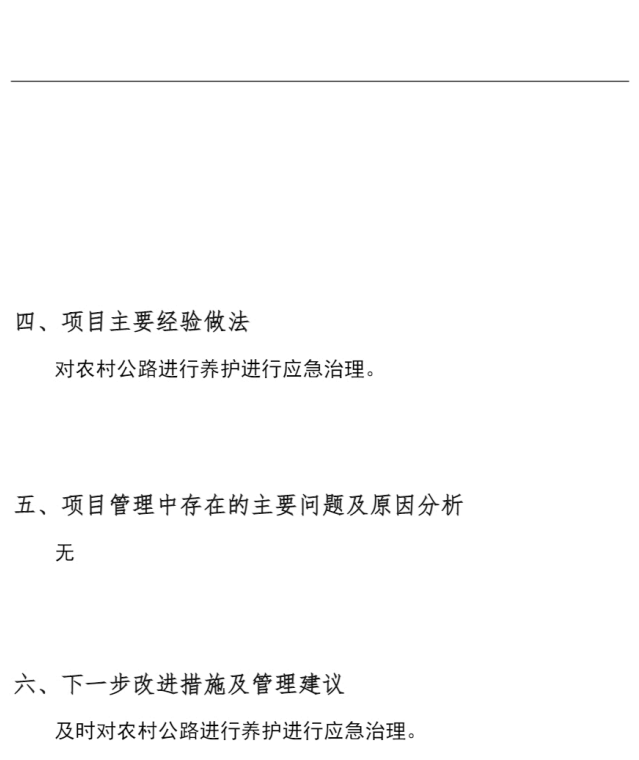 四、项目主要经验做法
对农村公路进行养护进行应急治理。
五、项目管理中存在的主要问题及原因分析
无
六、下一步改进措施及管理建议
及时对农村公路进行养护进行应急治理。